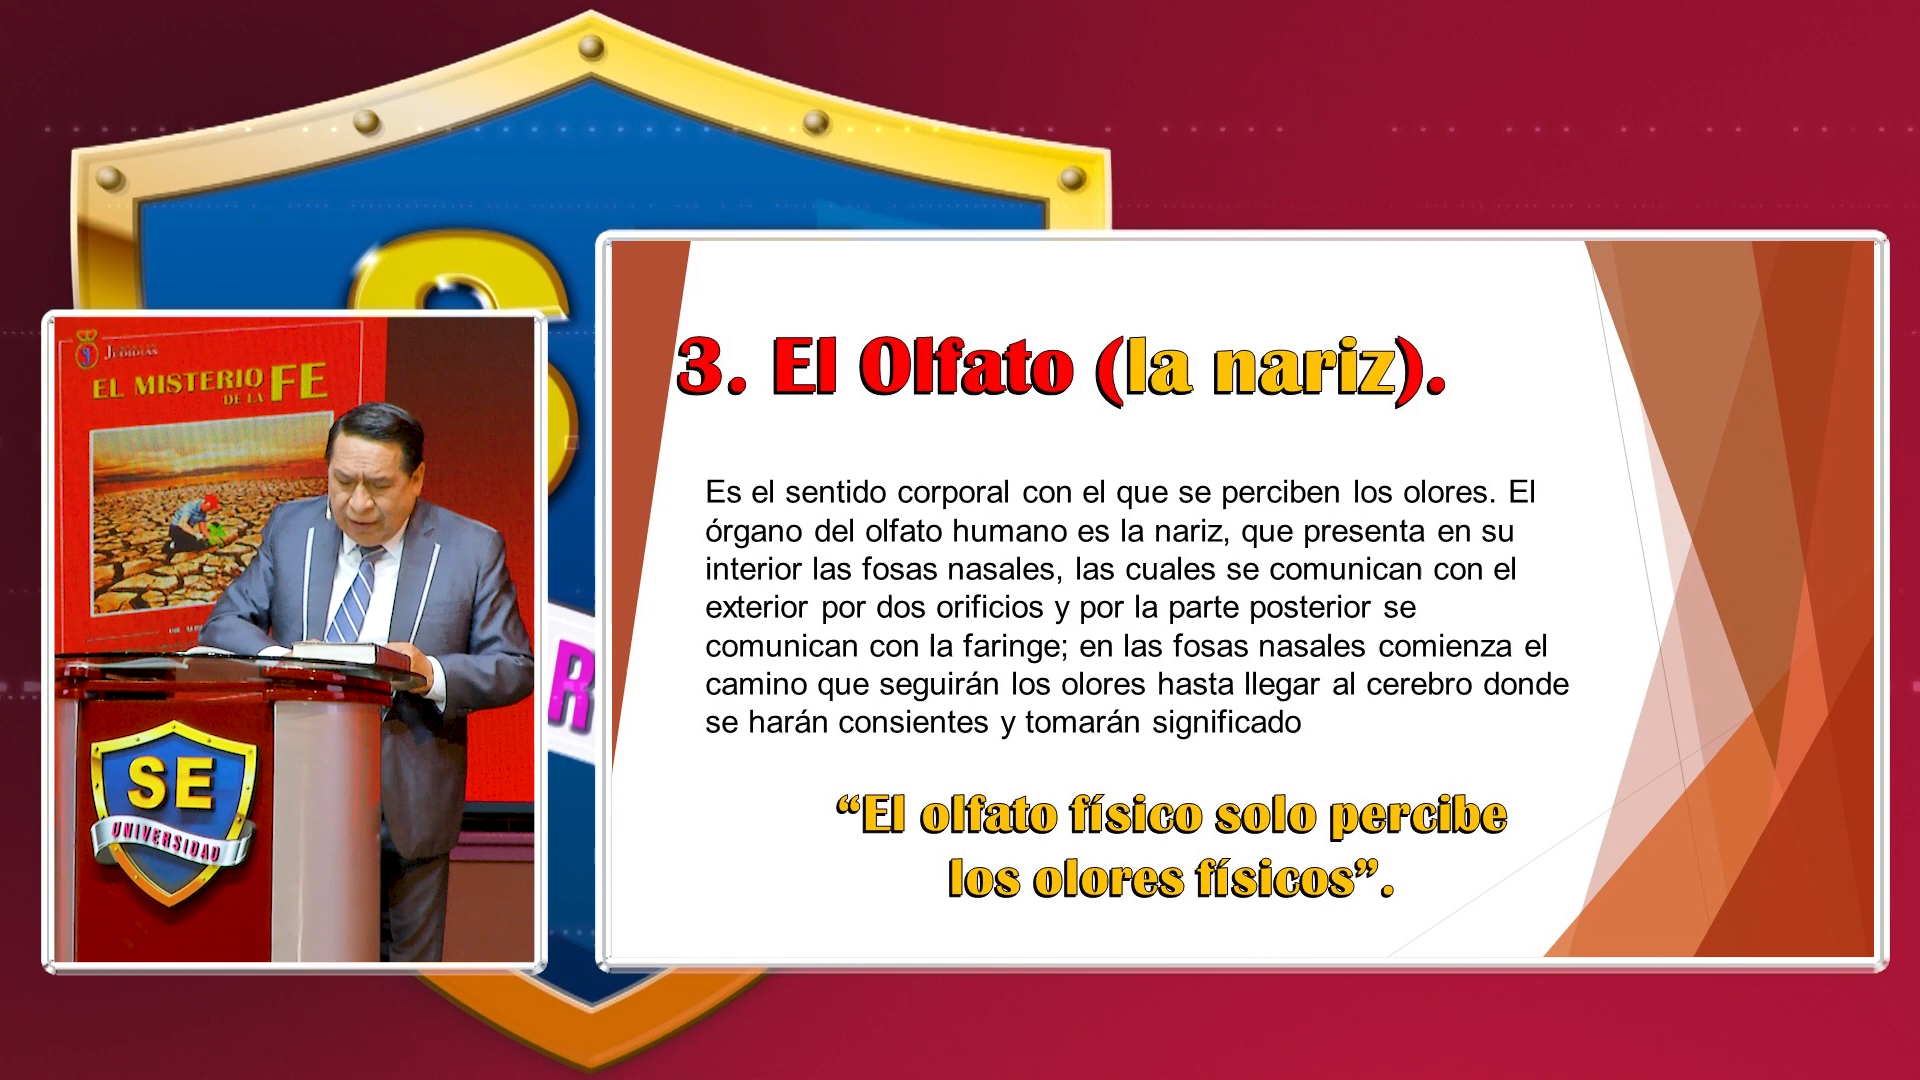 JEDIDÍAS
EL MISTERIO
DE LA FE
SE
UNIVERSIDAD
S
R
3. El Olfato (la nariz).
Es el sentido corporal con el que se perciben los olores. El
órgano del olfato humano es la nariz, que presenta en su
interior las fosas nasales, las cuales se comunican con el
exterior por dos orificios y por la parte posterior se
comunican con la faringe; en las fosas nasales comienza el
camino que seguirán los olores hasta llegar al cerebro donde
se harán consientes y tomarán significado
“El olfato físico solo percibe
los olores físicos”.